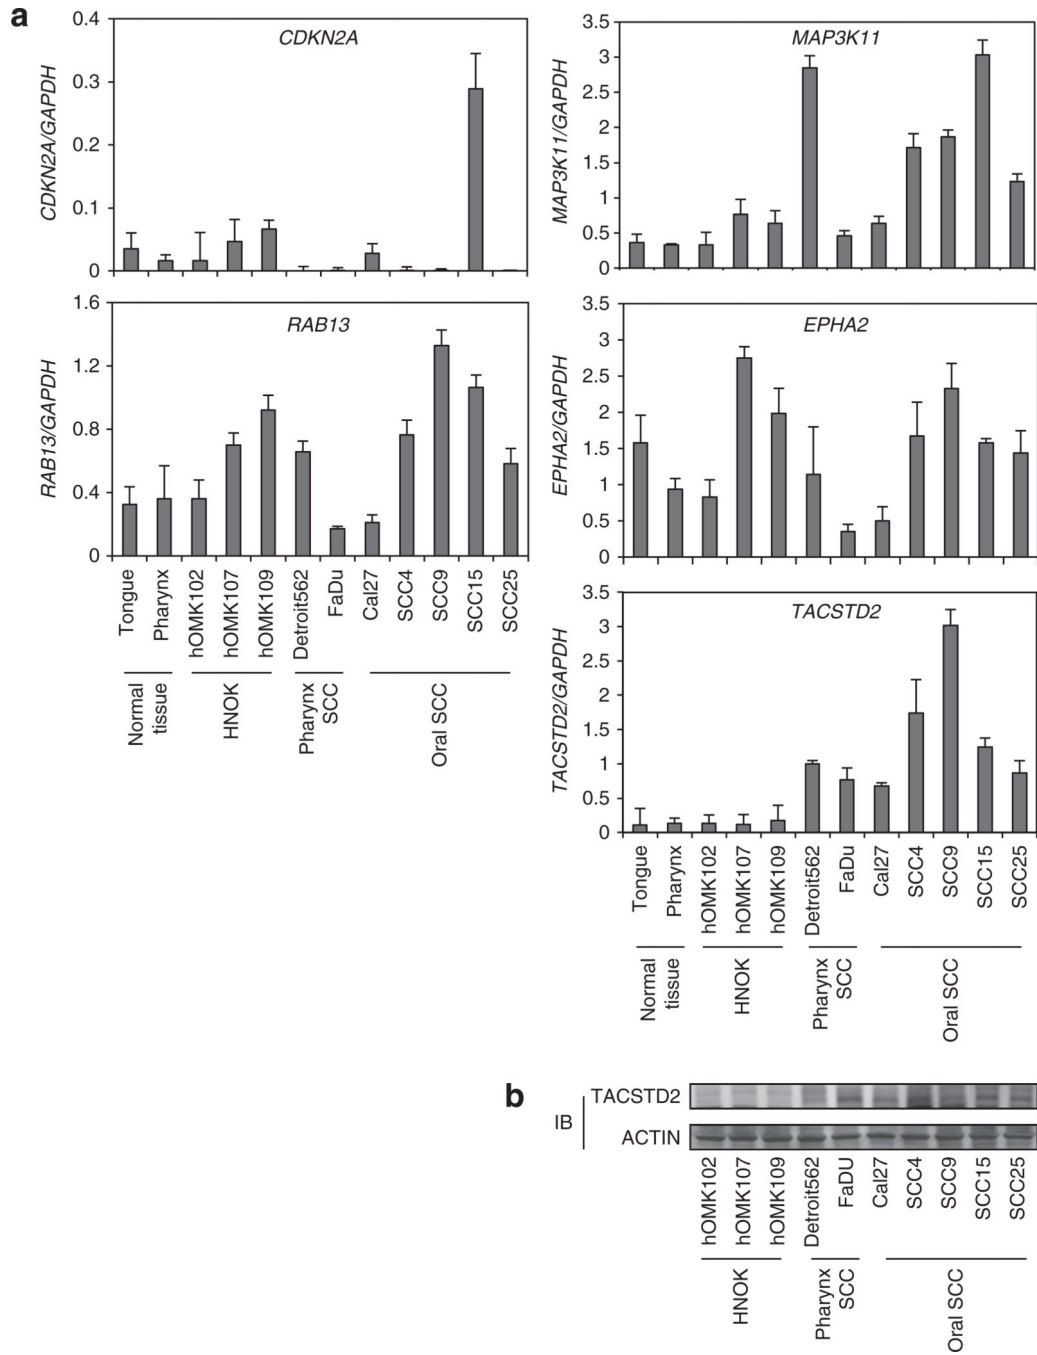 a
CDKN2A
CDKN2A/GAPDH
0.4
0.3
0.2
0.1
0
MAP3K11
MAP3K11/GAPDH
3.5
3
2.5
2
1.5
1
0.5
0
RAB13
RAB13/GAPDH
1.6
1.2
0.8
0.4
0
Tongue
Pharynx
hOMK102
hOMK107
hOMK109
Detroit562
FaDu
Cal27
SCC4
SCC9
SCC15
SCC25
Normal
tissue
HNOK
Pharynx
SCC
Oral SCC
EPHA2
EPHA2/GAPDH
3.5
3
2.5
2
1.5
1
0.5
0
TACSTD2
TACSTD2/GAPDH
3.5
3
2.5
2
1.5
1
0.5
0
Tongue
Pharynx
hOMK102
hOMK107
hOMK109
Detroit562
FaDu
Cal27
SCC4
SCC9
SCC15
SCC25
Normal
tissue
HNOK
Pharynx
SCC
Oral SCC
b
IB
TACSTD2
ACTIN
hOMK102
hOMK107
hOMK109
Detroit562
FaDU
Cal27
SCC4
SCC9
SCC15
SCC25
HNOK
Pharynx
SCC
Oral SCC